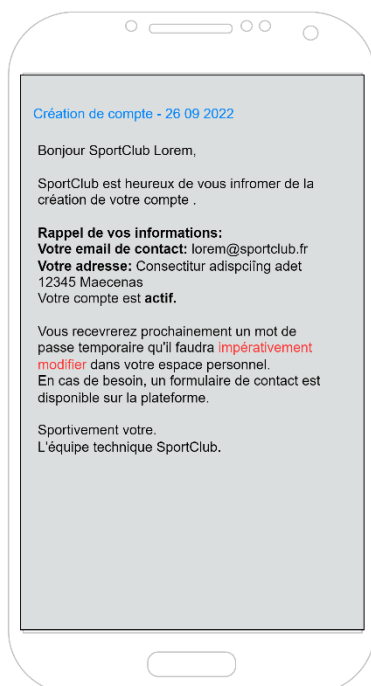 Création de compte - 26 09 2022
Bonjour SportClub Lorem,
SportClub est heureux de vous infromer de la
création de votre compte .
Rappel de vos informations:
Votre email de contact: lorem@sportclub.fr
Votre adresse: Consectitur adispciîng adet
12345 Maecenas
Votre compte est actif.
Vous recevrerez prochainement un mot de
passe temporaire qu'il faudra impérativement
modifier dans votre espace personnel.
En cas de besoin, un formulaire de contact est
disponible sur la plateforme.
Sportivement votre.
L'équipe technique SportClub.